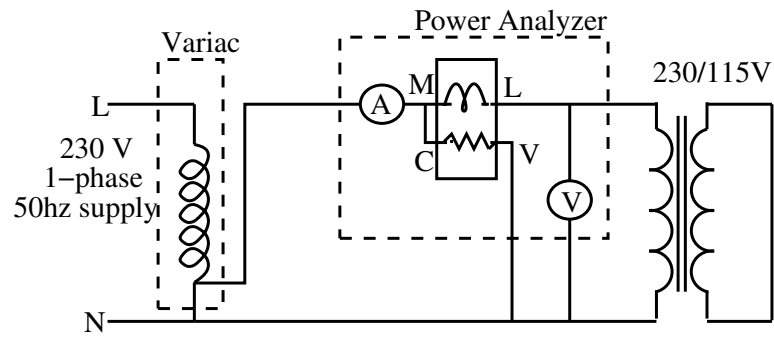 Power Analyzer
Variac
230/115V
M
L
A
L
230 V
1−phase
50hz supply
C
V
V
N